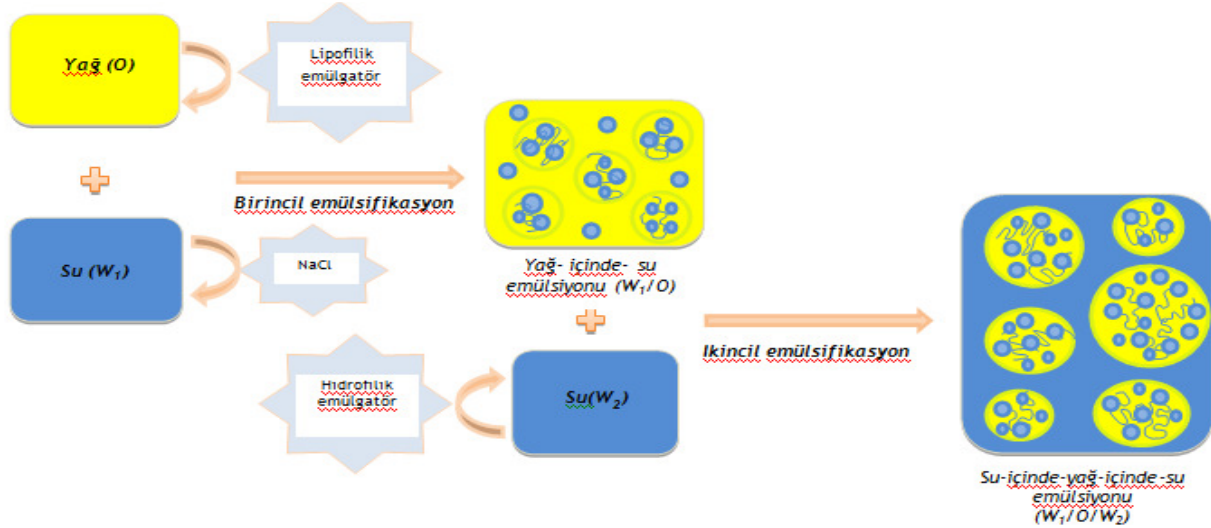 Yağ (O)
Lipofilik
emülgatör
Su (W₁)
NaCl
Birincil emülsifikasyon
Yağ- içinde- su
emülsiyonu (W₁/O)
Hidrofilik
emülgatör
Su(W₂)
Ikincil emülsifikasyon
Su-içinde-yağ-içinde-su
emülsiyonu
(W₁/O/W₂)